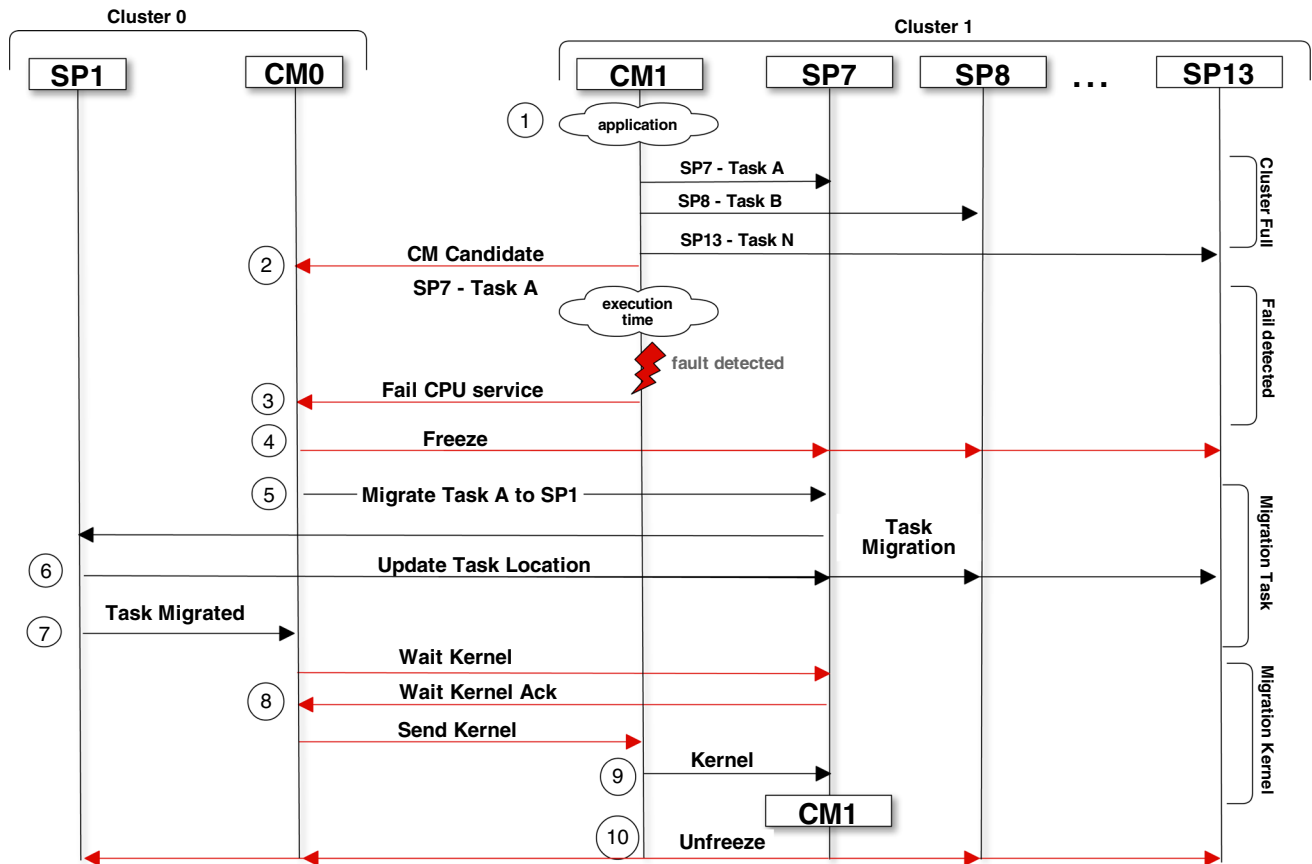 Cluster 0
Cluster 1
SP1
CM0
CM1
SP7
SP8
...
SP13
1
application
SP7 - Task A
SP8 - Task B
SP13 - Task N
Cluster Full
2
CM Candidate
SP7 - Task A
execution
time
fault detected
Fail detected
3
Fail CPU service
4
Freeze
5
Migrate Task A to SP1
Task
Migration
Migration Task
6
Update Task Location
7
Task Migrated
Wait Kernel
8
Wait Kernel Ack
Send Kernel
Migration Kernel
9
Kernel
CM1
10
Unfreeze